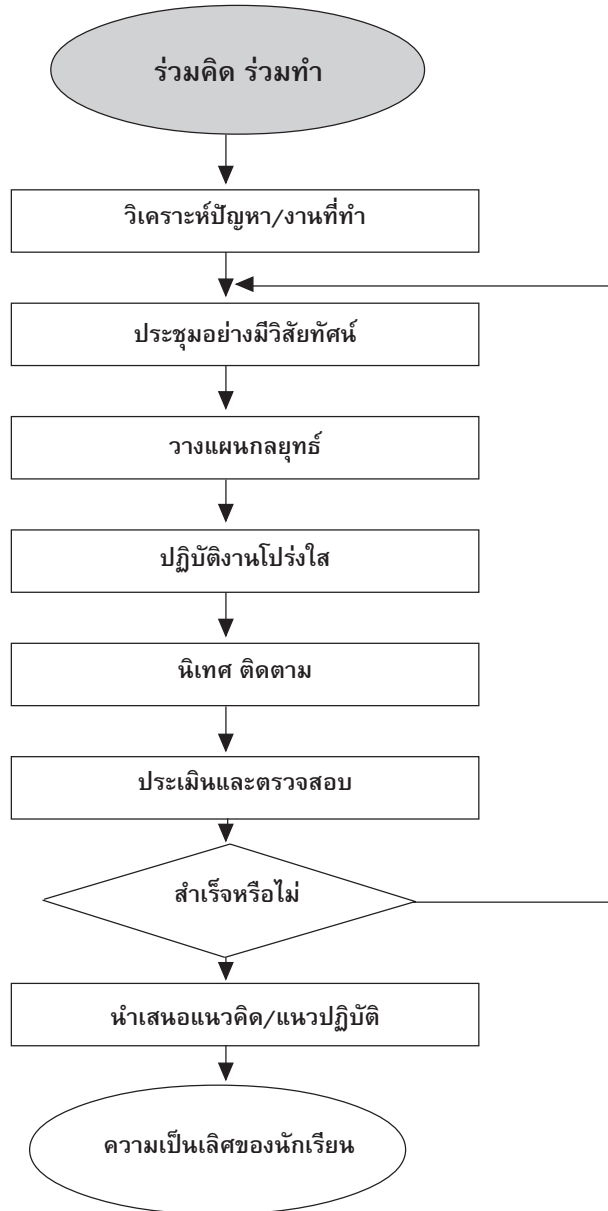 ร่วมคิด ร่วมทำ
วิเคราะห์ปัญหา/งานที่ทำ
ประชุมอย่างมีวิสัยทัศน์
วางแผนกลยุทธ์
ปฏิบัติงานโปร่งใส
นิเทศ ติดตาม
ประเมินและตรวจสอบ
สำเร็จหรือไม่
นำเสนอแนวคิด/แนวปฏิบัติ
ความเป็นเลิศของนักเรียน